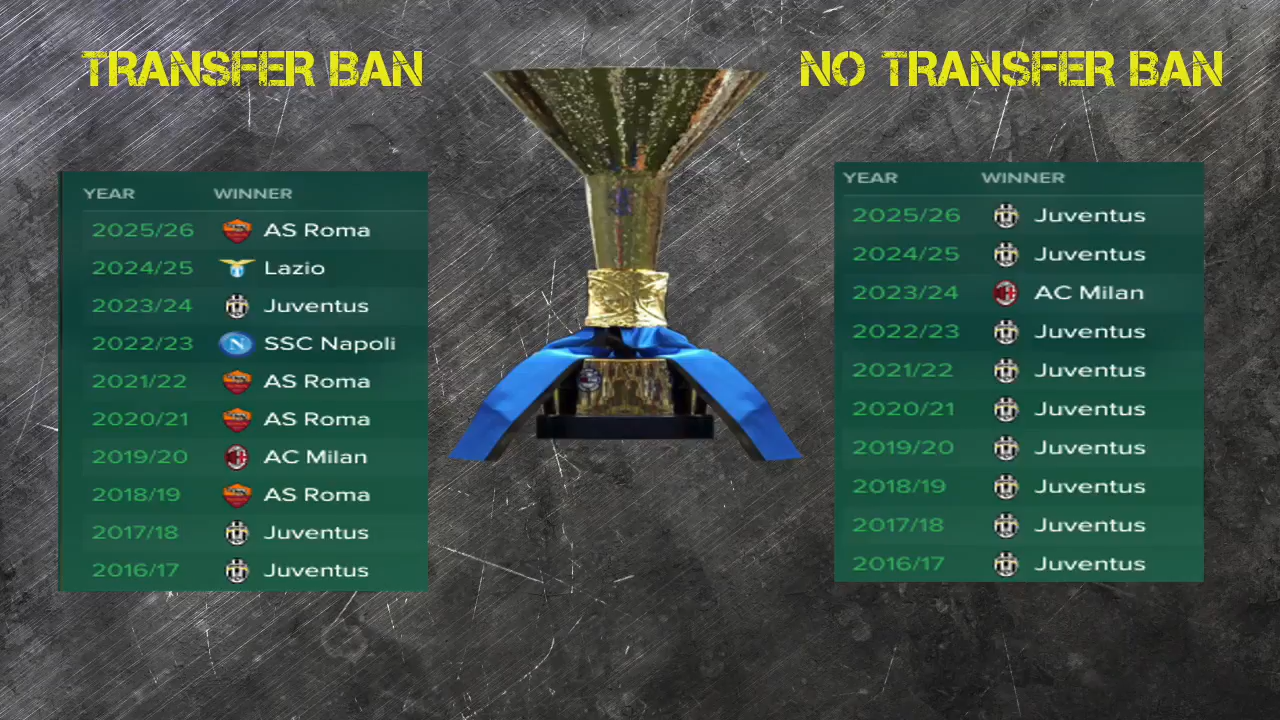 TRANSFER BAN
YEAR WINNER
2025/26 AS Roma
2024/25 Lazio
2023/24 Juventus
2022/23 SSC Napoli
2021/22 AS Roma
2020/21 AS Roma
2019/20 AC Milan
2018/19 AS Roma
2017/18 Juventus
2016/17 Juventus
NO TRANSFER BAN
YEAR WINNER
2025/26 Juventus
2024/25 Juventus
2023/24 AC Milan
2022/23 Juventus
2021/22 Juventus
2020/21 Juventus
2019/20 Juventus
2018/19 Juventus
2017/18 Juventus
2016/17 Juventus